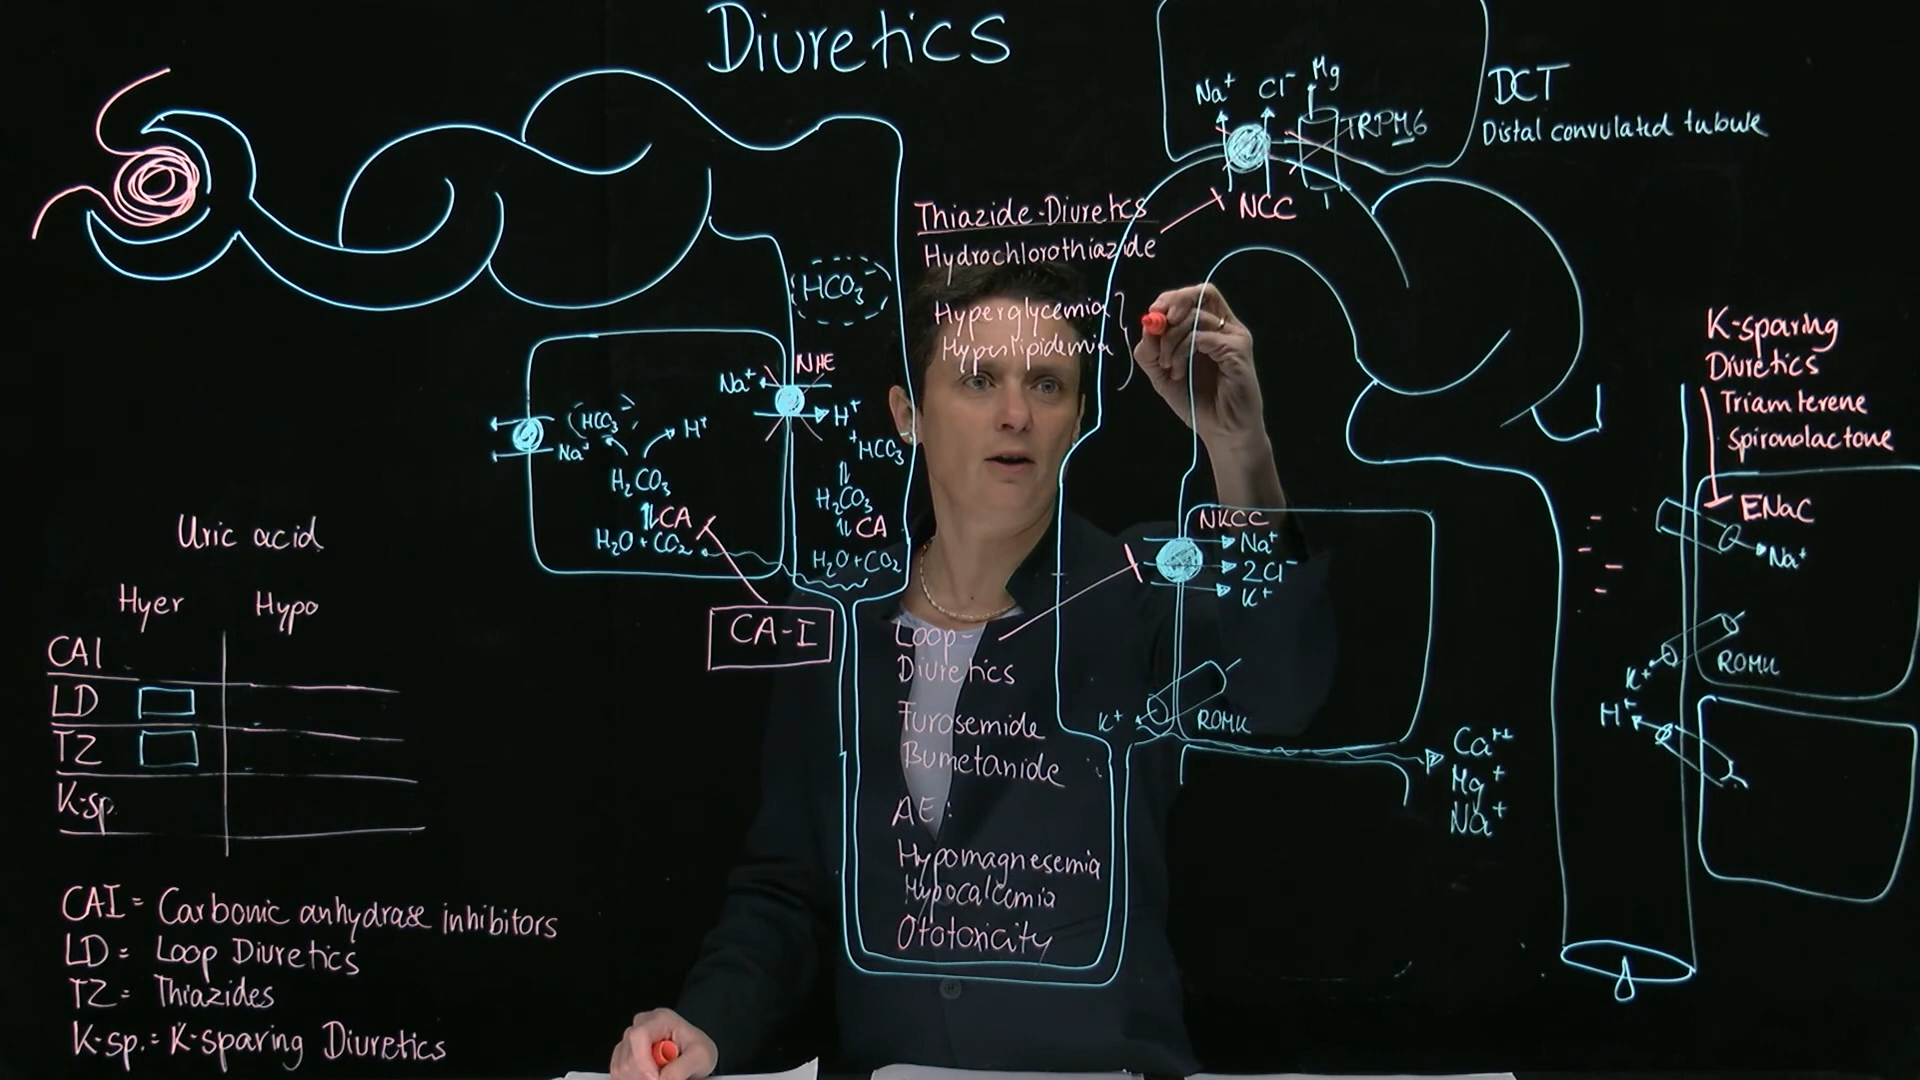 Diuretics
Na+ Cl- Mg
TRPM6
DCT
Distal convulated tubule
NCC
Thiazide-Diuretcs
Hydrochlorothiazide
Hyperglycemia
Hyperlipidemia
HCO3-
NHE
Na+
H+
+HCO3-
H2CO3
CA
H2O+CO2
HCO3-
H+
Na+
H2CO3
CA
H2O+CO2
CA-I
Loop-
Diuretics
Furosemide
Bumetanide
AE:
Hypomagnesemia
Hypocalcemia
Ototoxicity
NKCC
Na+
2Cl-
K+
K+
ROMK
Ca++
Mg+
Na+
K-sparing
Diuretics
Triamterene
Spironolactone
ENaC
Na+
K+
ROMK
H+
Uric acid
Hyer Hypo
CAI
LD
TZ
K-sp.
CAI = Carbonic anhydrase inhibitors
LD = Loop Diuretics
TZ = Thiazides
K-sp. = K-sparing Diuretics